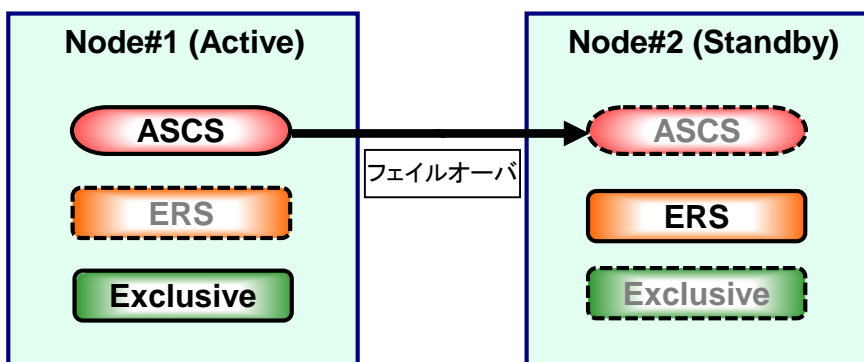 Node#1 (Active)
Node#2 (Standby)
ASCS
ASCS
フェイルオーバ
ERS
ERS
Exclusive
Exclusive